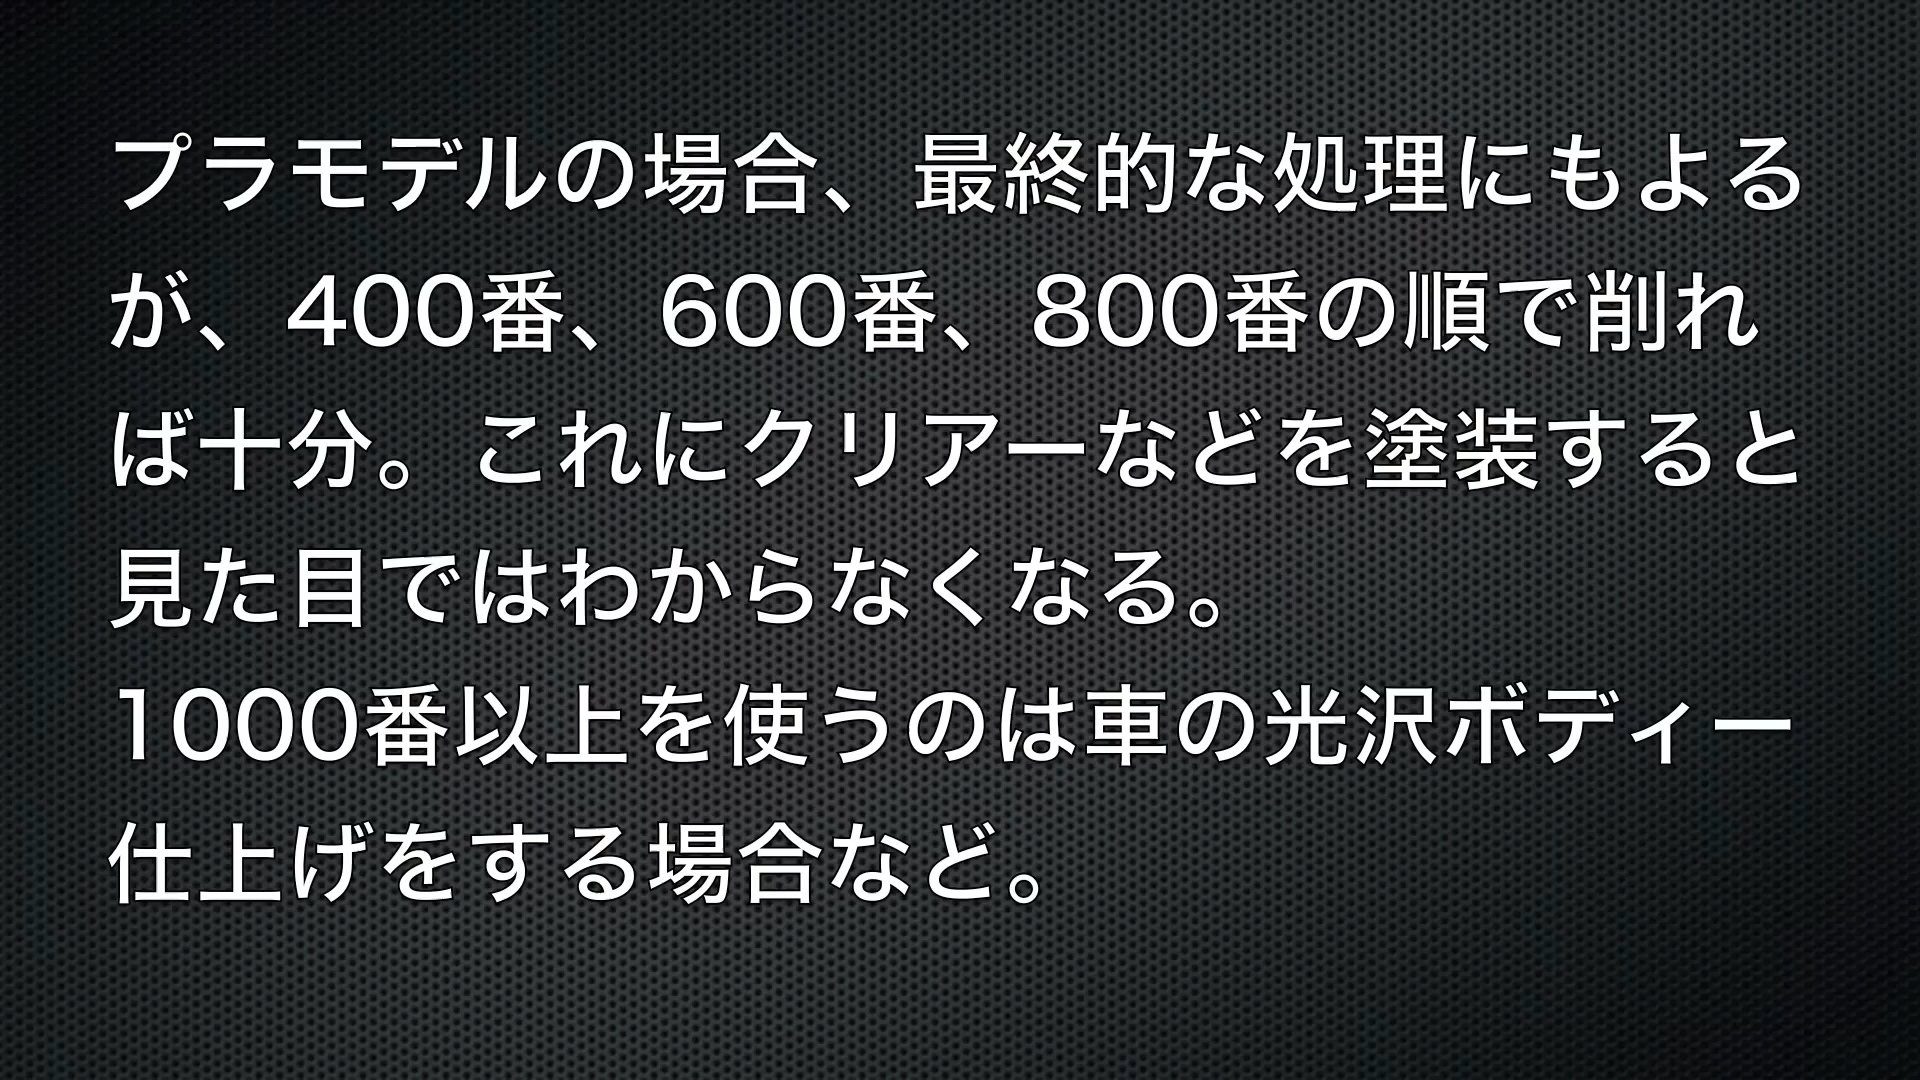 プラモデルの場合、最終的な処理にもよる
が、400番、600番、800番の順で削れ
ば十分。これにクリアーなどを塗装すると
見た目ではわからなくなる。
1000番以上を使うのは車の光沢ボディー
仕上げをする場合など。